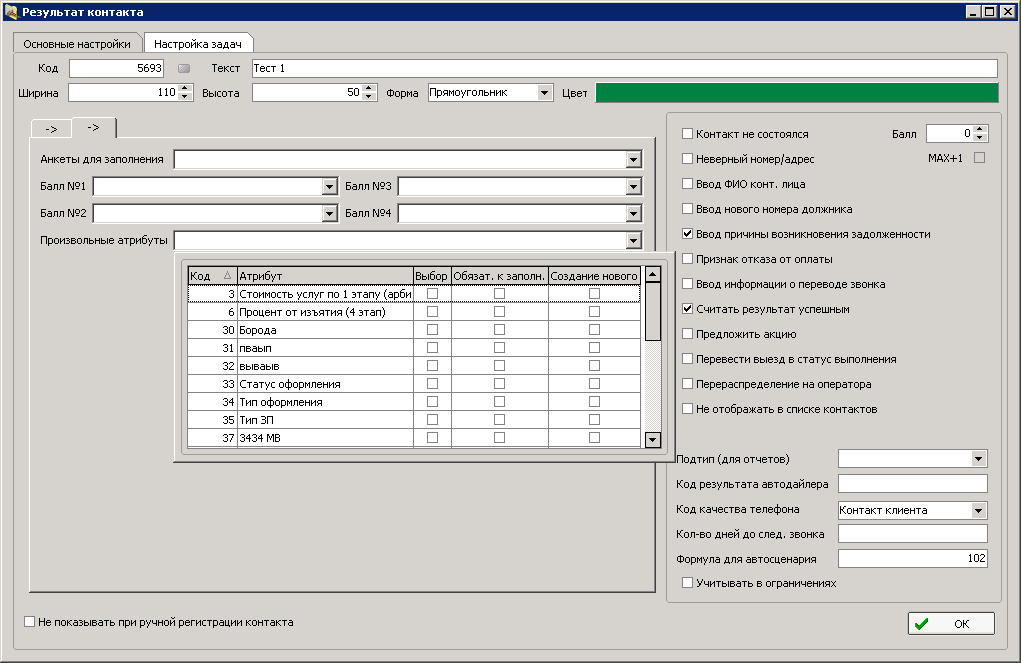 Результат контакта
Основные настройки Настройка задач
Код 5693 Текст Тест 1
Ширина 110 Высота 50 Форма Прямоугольник Цвет
-> ->
Анкеты для заполнения
Балл №1 Балл №3
Балл №2 Балл №4
Произвольные атрибуты
Код Атрибут Выбор Обязат. к заполн. Создание нового
3 Стоимость услуг по 1 этапу (арби
6 Процент от изъятия (4 этап)
30 Борода
31 пваып
32 вываыв
33 Статус оформления
34 Тип оформления
35 Тип ЗП
37 3434 МВ
Контакт не состоялся Балл 0
Неверный номер/адрес MAX+1
Ввод ФИО конт. лица
Ввод нового номера должника
Ввод причины возникновения задолженности
Признак отказа от оплаты
Ввод информации о переводе звонка
Считать результат успешным
Предложить акцию
Перевести выезд в статус выполнения
Перераспределение на оператора
Не отображать в списке контактов
Подтип (для отчетов)
Код результата автодайлера
Код качества телефона Контакт клиента
Кол-во дней до след. звонка
Формула для автосценария 102
Учитывать в ограничениях
Не показывать при ручной регистрации контакта
OK